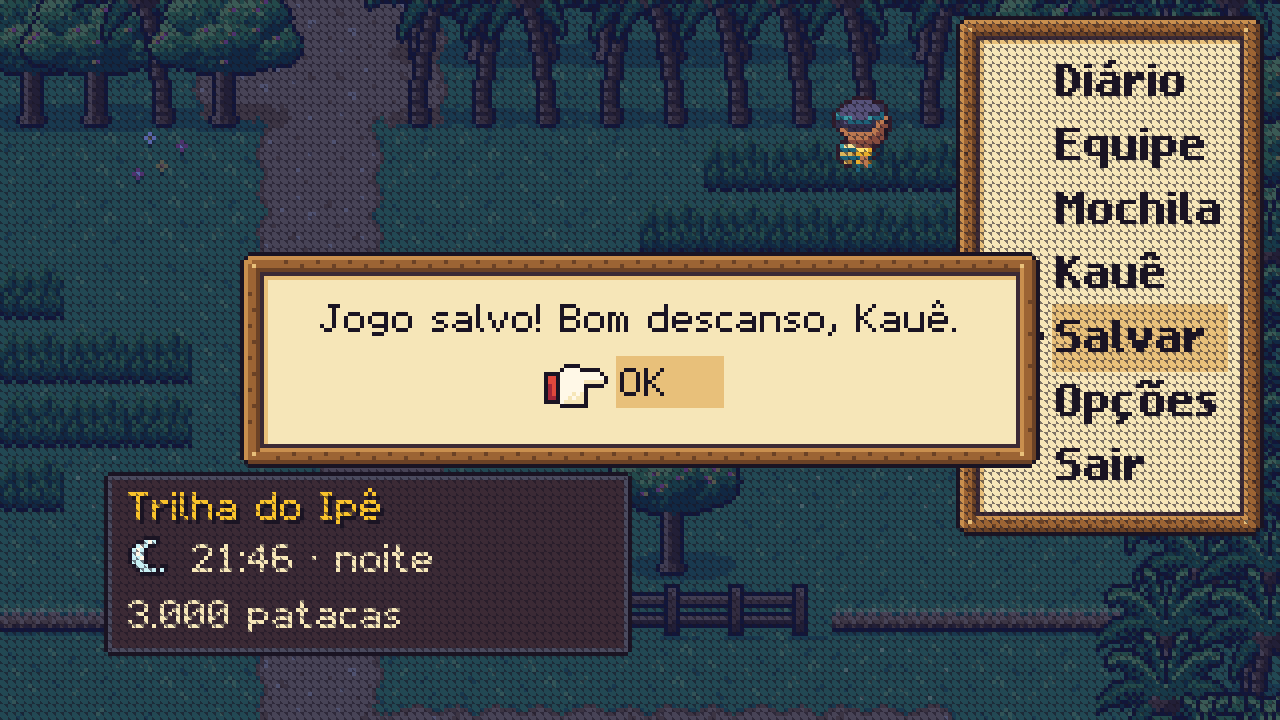 Diário
Equipe
Mochila
Kauê
Salvar
Opções
Sair
Jogo salvo! Bom descanso, Kauê.
OK
Trilha do Ipê
21:46 · noite
3.000 patacas